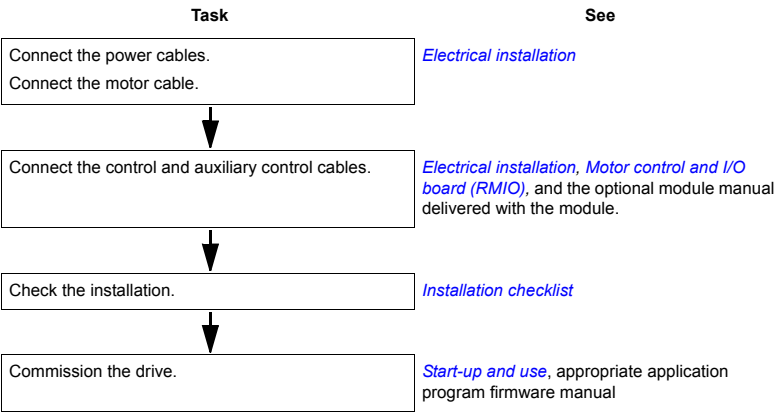 Task
See
Connect the power cables.
Connect the motor cable.
Electrical installation
Connect the control and auxiliary control cables.
Electrical installation, Motor control and I/O
board (RMIO), and the optional module manual
delivered with the module.
Check the installation.
Installation checklist
Commission the drive.
Start-up and use, appropriate application
program firmware manual